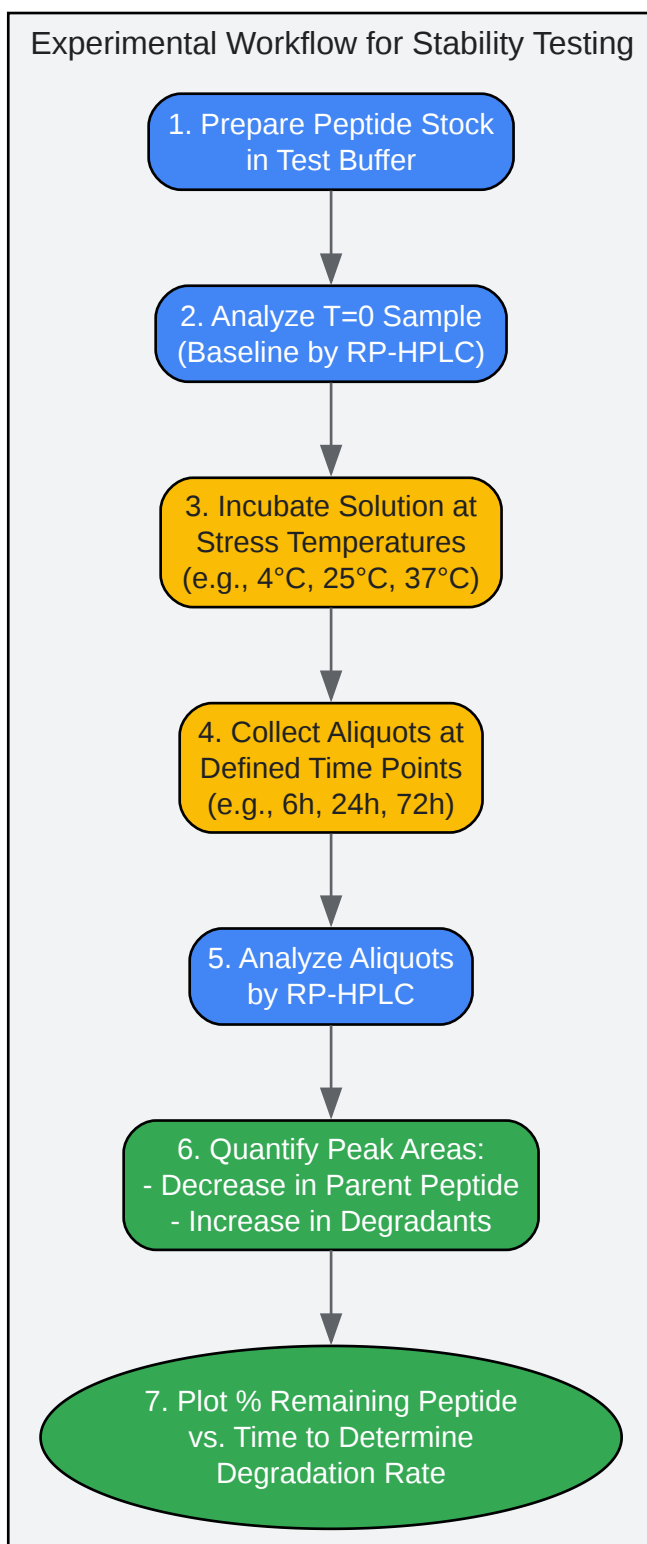 Experimental Workflow for Stability Testing
1. Prepare Peptide Stock
in Test Buffer
2. Analyze T=0 Sample
(Baseline by RP-HPLC)
3. Incubate Solution at
Stress Temperatures
(e.g., 4°C, 25°C, 37°C)
4. Collect Aliquots at
Defined Time Points
(e.g., 6h, 24h, 72h)
5. Analyze Aliquots
by RP-HPLC
6. Quantify Peak Areas:
- Decrease in Parent Peptide
- Increase in Degradants
7. Plot % Remaining Peptide
vs. Time to Determine
Degradation Rate